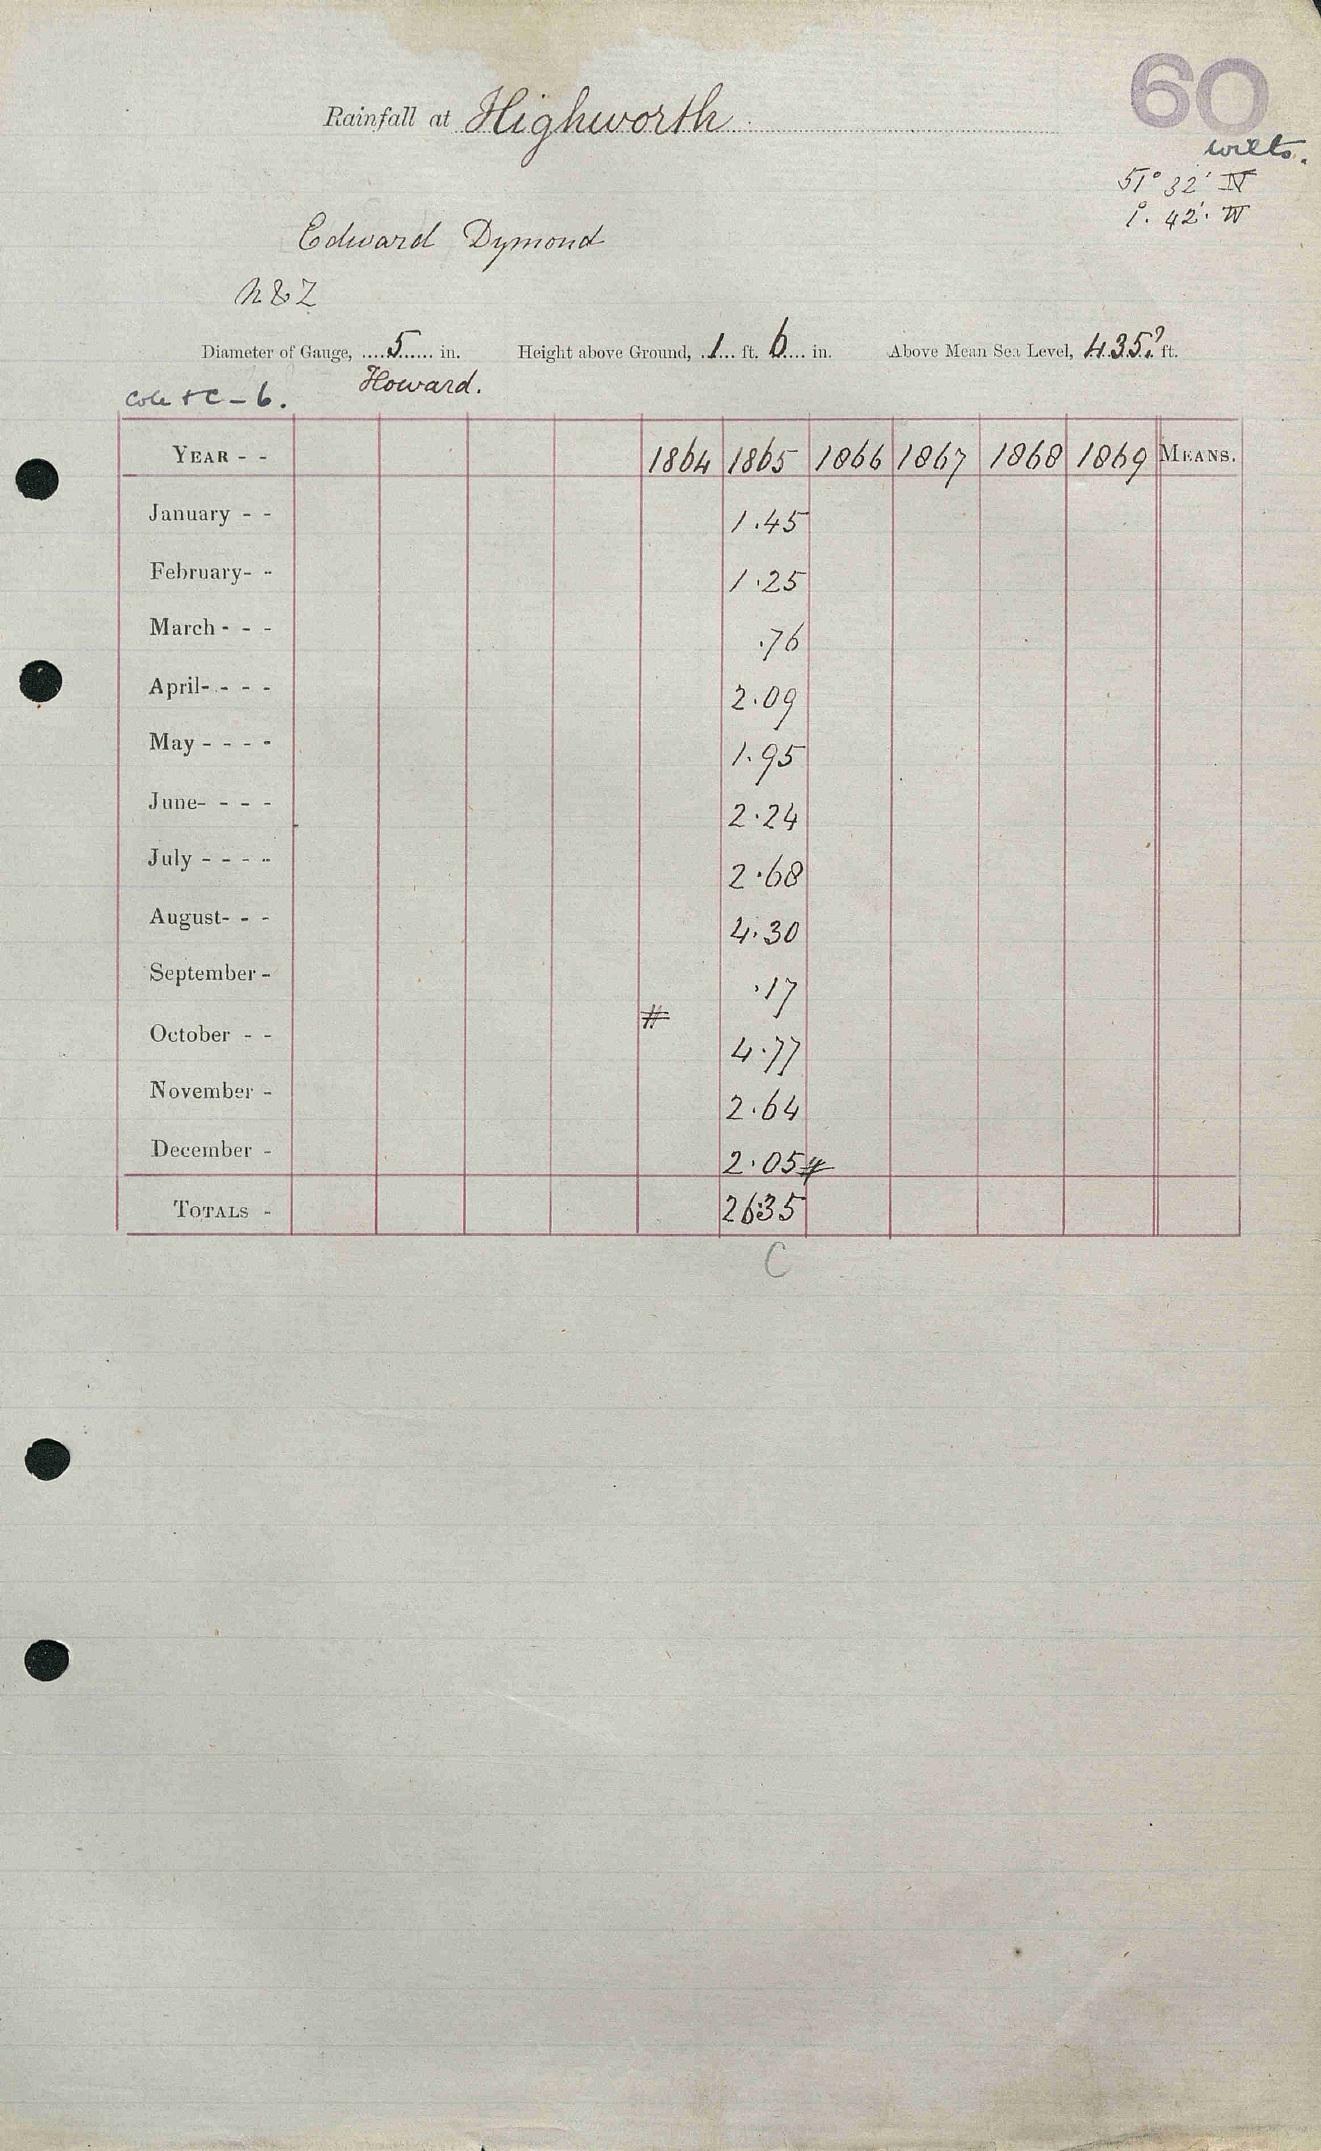 60
Rainfall at Highworth
Wilts.
51° 32' N
1°. 42'. W
Edward Dymond
Diameter of Gauge, ....5...... in. Height above Ground, ..1... ft. 6.... in. Above Mean Sea Level, 435.? ft.
Howard.
YEAR - - 1864 1865 1866 1867 1868 1869 MEANS.
January - - 1.45
February- - 1.25
March - - - .76
April- - - - 2.09
May - - - - 1.95
June- - - - 2.24
July - - - - 2.68
August- - - 4.30
September - .17
#
October - - 4.77
November - 2.64
December - 2.05 #
TOTALS - 26.35
C